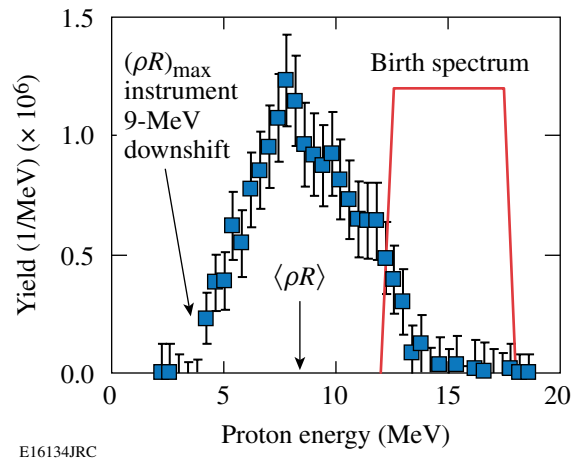 1.5
1.0
0.5
0.0
Yield (1/MeV) (× 10⁶)
(ρR)max
instrument
9-MeV
downshift
Birth spectrum
⟨ρR⟩
0 5 10 15 20
Proton energy (MeV)
E16134JRC